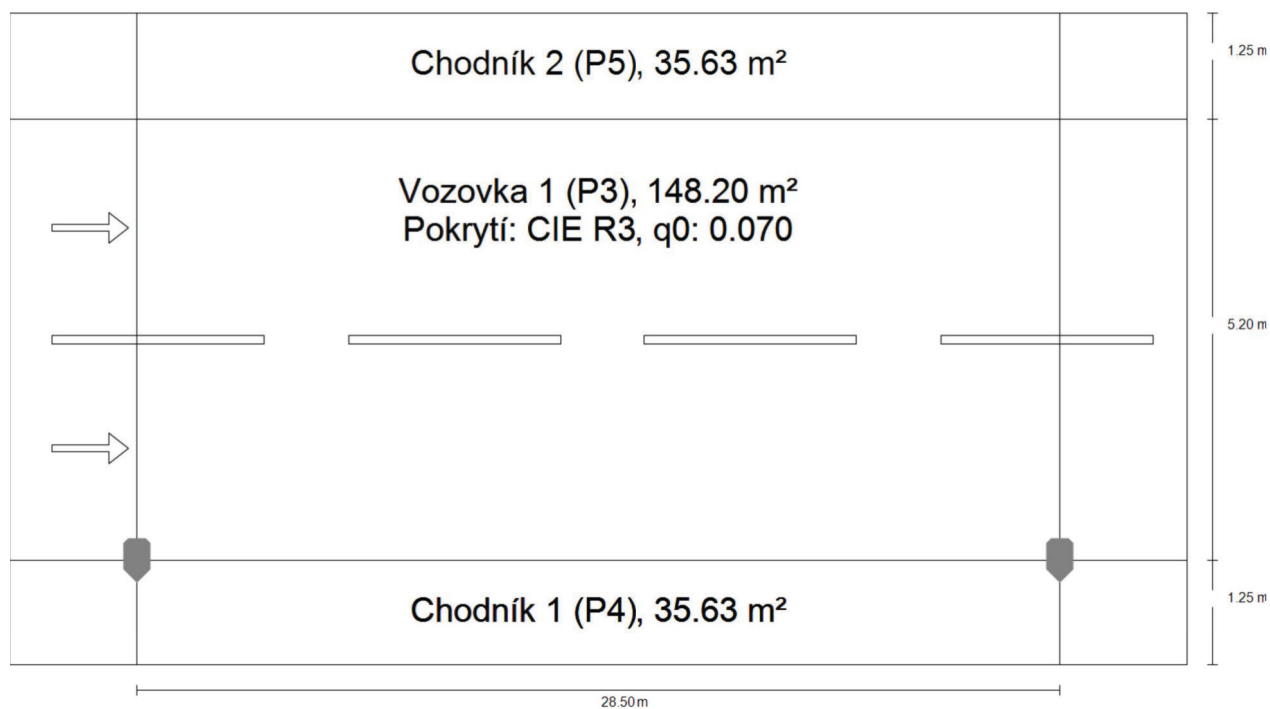 Chodník 2 (P5), 35.63 m²
1.25 m
Vozovka 1 (P3), 148.20 m²
Pokrytí: CIE R3, q0: 0.070
5.20 m
Chodník 1 (P4), 35.63 m²
1.25 m
28.50 m